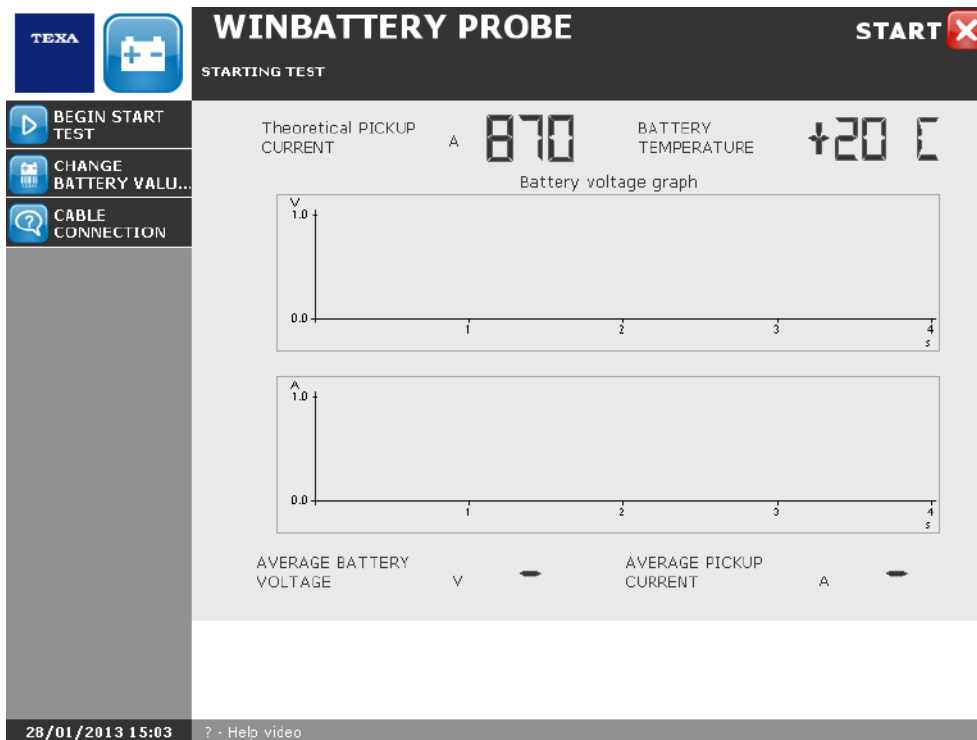 TEXA
WINBATTERY PROBE
START
STARTING TEST
BEGIN START
TEST
CHANGE
BATTERY VALU...
CABLE
CONNECTION
Theoretical PICKUP
CURRENT
A
870
BATTERY
TEMPERATURE
+20 C
Battery voltage graph
V
1.0
0.0
1 2 3 4
s
A
1.0
0.0
1 2 3 4
s
AVERAGE BATTERY
VOLTAGE
V
-
AVERAGE PICKUP
CURRENT
A
-
28/01/2013 15:03
? - Help video